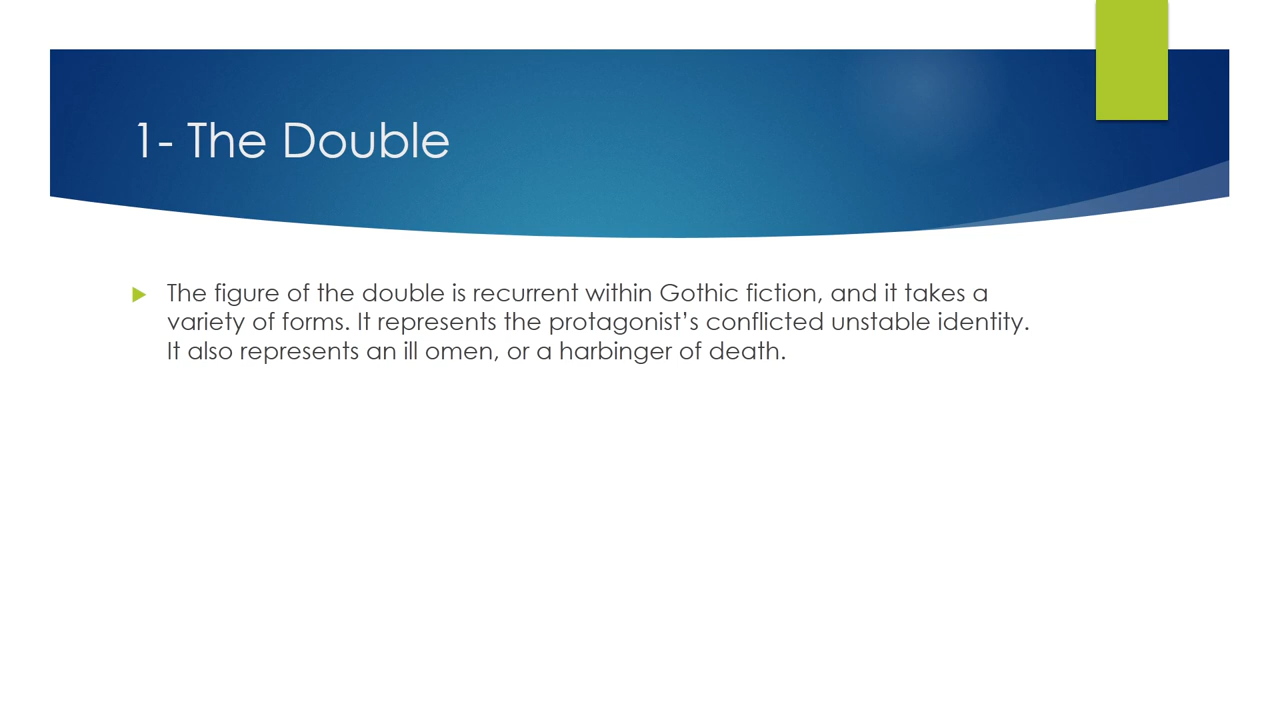 1- The Double
The figure of the double is recurrent within Gothic fiction, and it takes a
variety of forms. It represents the protagonist’s conflicted unstable identity.
It also represents an ill omen, or a harbinger of death.